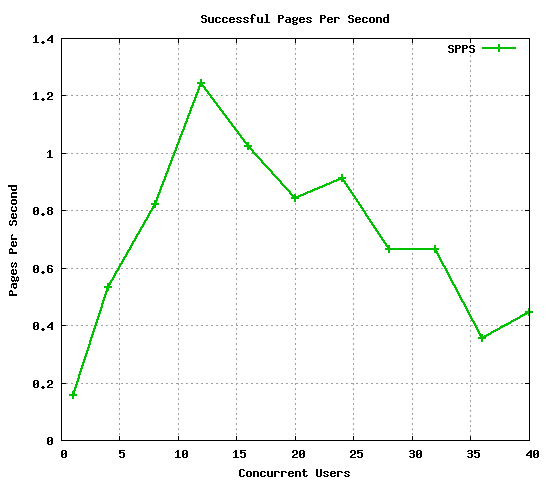 Successful Pages Per Second
1.4
SPPS
1.2
1
0.8
0.6
0.4
0.2
0
Pages Per Second
0 5 10 15 20 25 30 35 40
Concurrent Users